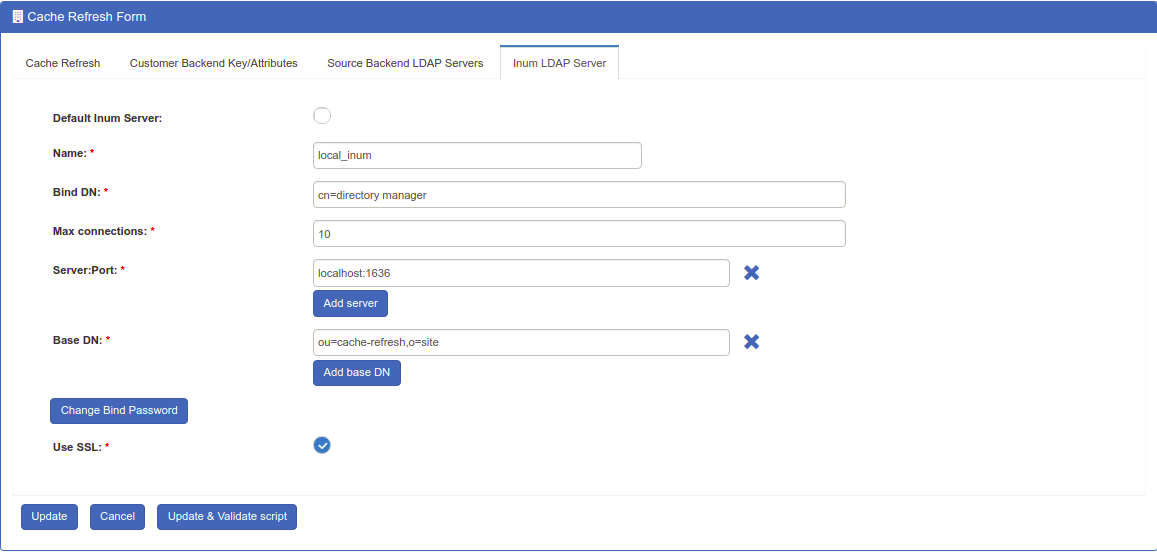 Cache Refresh Form
Cache Refresh Customer Backend Key/Attributes Source Backend LDAP Servers Inum LDAP Server
Default Inum Server:
Name: * local_inum
Bind DN: * cn=directory manager
Max connections: * 10
Server:Port: * localhost:1636
Add server
Base DN: * ou=cache-refresh,o=site
Add base DN
Change Bind Password
Use SSL: *
Update Cancel Update & Validate script